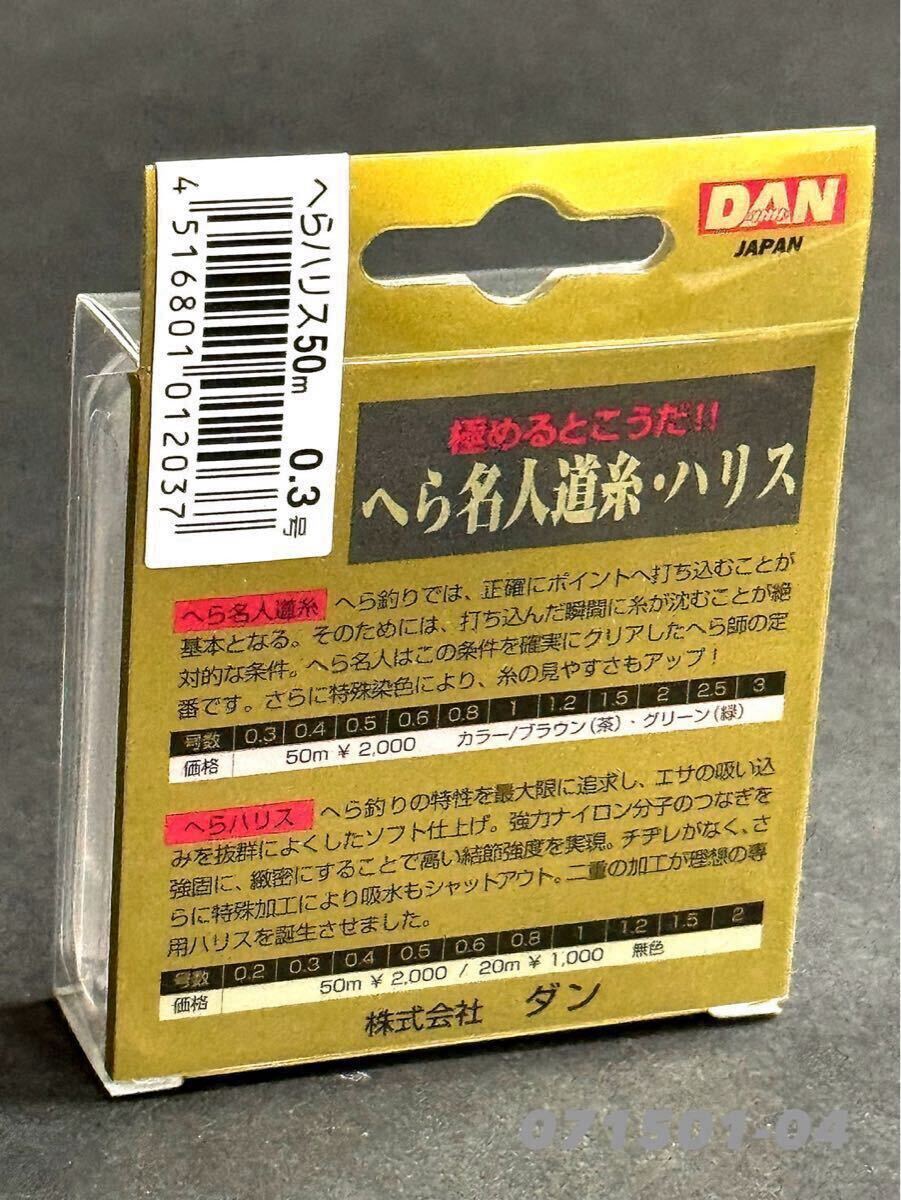 へらハリス50m 0.3号
4516801012037
DAN
JAPAN
極めるとこうだ!!
へら名人道糸・ハリス
へら名人道糸 へら釣りでは、正確にポイントへ打ち込むことが
基本となる。そのためには、打ち込んだ瞬間に糸が沈むことが絶
対的な条件。へら名人はこの条件を確実にクリアしたへら師の定
番です。さらに特殊染色により、糸の見やすさもアップ!
号数 0.3 0.4 0.5 0.6 0.8 1 1.2 1.5 2 2.5 3
価格 50m ¥ 2,000 カラー/ブラウン(茶)・グリーン(緑)
へらハリス へら釣りの特性を最大限に追求し、エサの吸い込
みを抜群によくしたソフト仕上げ。強力ナイロン分子のつなぎを
強固に、緻密にすることで高い結節強度を実現。チヂレがなく、さ
らに特殊加工により吸水もシャットアウト。二重の加工が理想の専
用ハリスを誕生させました。
号数 0.2 0.3 0.4 0.5 0.6 0.8 1 1.2 1.5 2
価格 50m ¥ 2,000 / 20m ¥ 1,000 無色
株式会社 ダン
071501-04